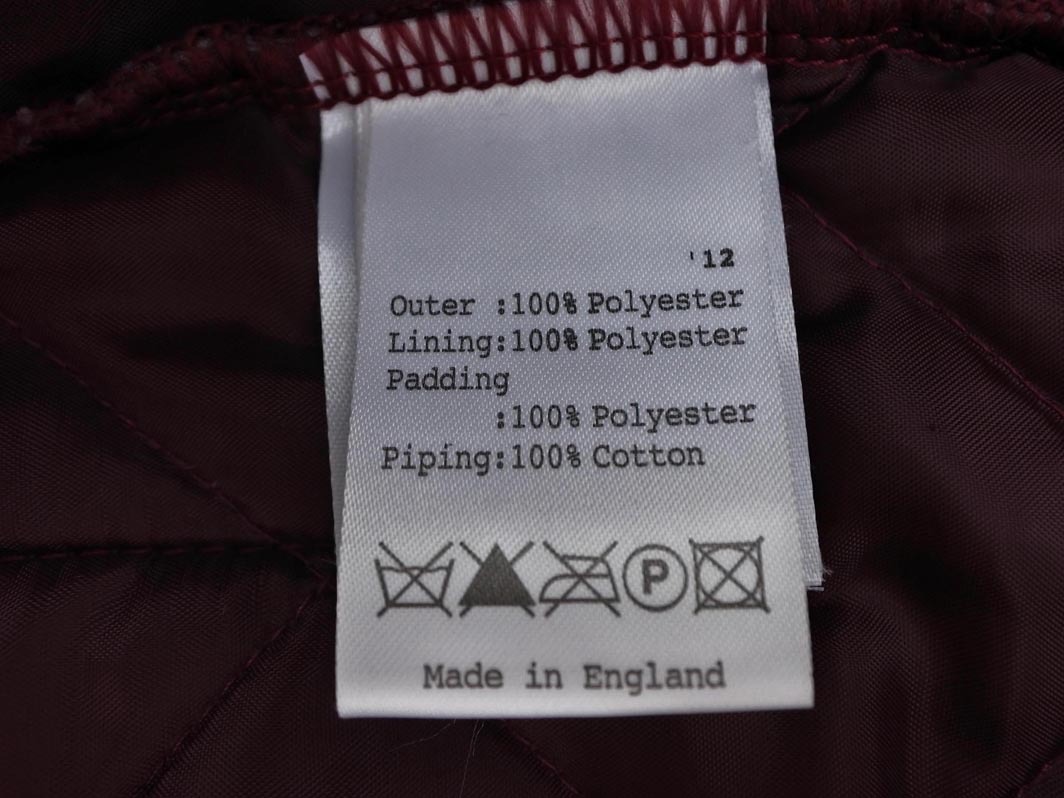 '12
Outer :100% Polyester
Lining:100% Polyester
Padding
:100% Polyester
Piping:100% Cotton
P
Made in England